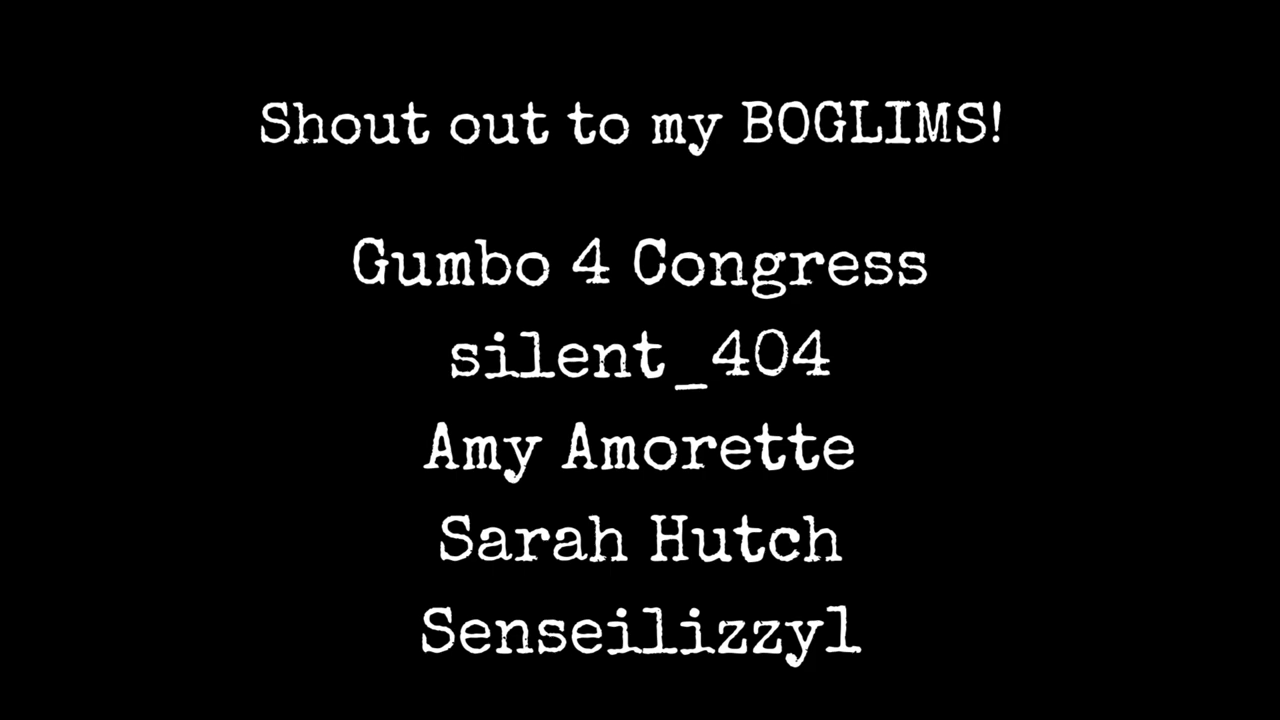 Shout out to my BOGLIMS!
Gumbo 4 Congress
silent_404
Amy Amorette
Sarah Hutch
Senseilizzyl